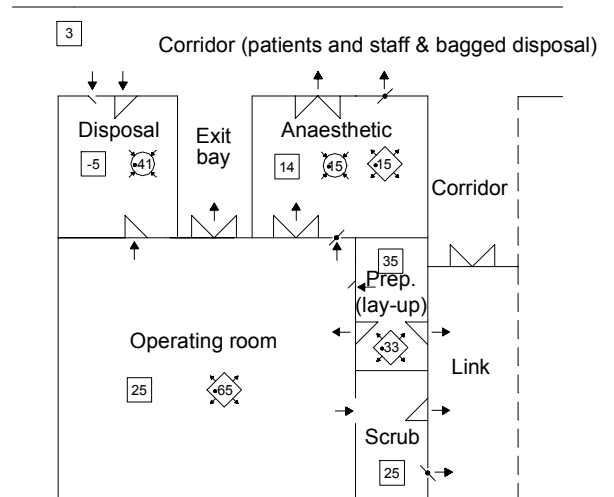 3
Corridor (patients and staff & bagged disposal)
Disposal
-5
41
Exit
bay
Anaesthetic
14
15
15
Corridor
35
Prep.
(lay-up)
33
Operating room
25
65
Link
Scrub
25